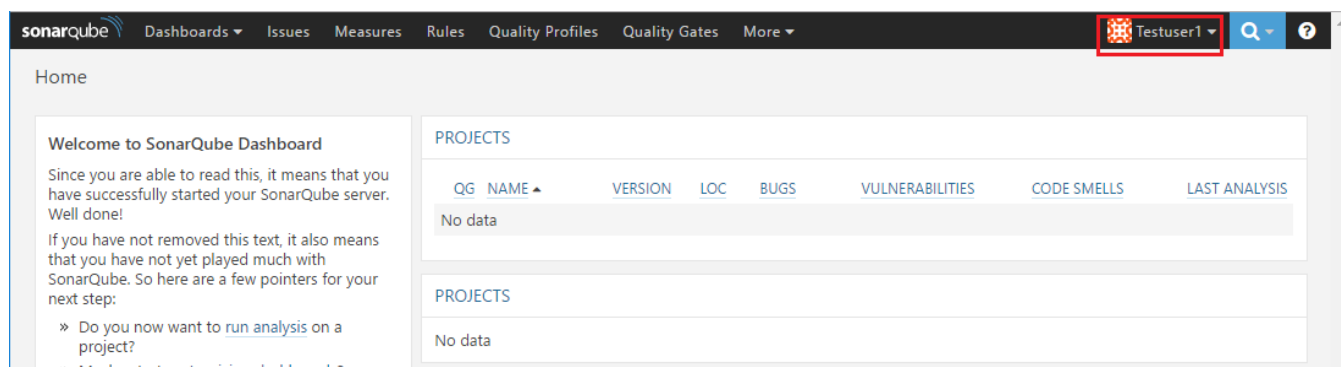 sonarqube Dashboards Issues Measures Rules Quality Profiles Quality Gates More Testuser1 ?
Home
Welcome to SonarQube Dashboard
Since you are able to read this, it means that you
have successfully started your SonarQube server.
Well done!
If you have not removed this text, it also means
that you have not yet played much with
SonarQube. So here are a few pointers for your
next step:
» Do you now want to run analysis on a
project?
PROJECTS
QG NAME VERSION LOC BUGS VULNERABILITIES CODE SMELLS LAST ANALYSIS
No data
PROJECTS
No data